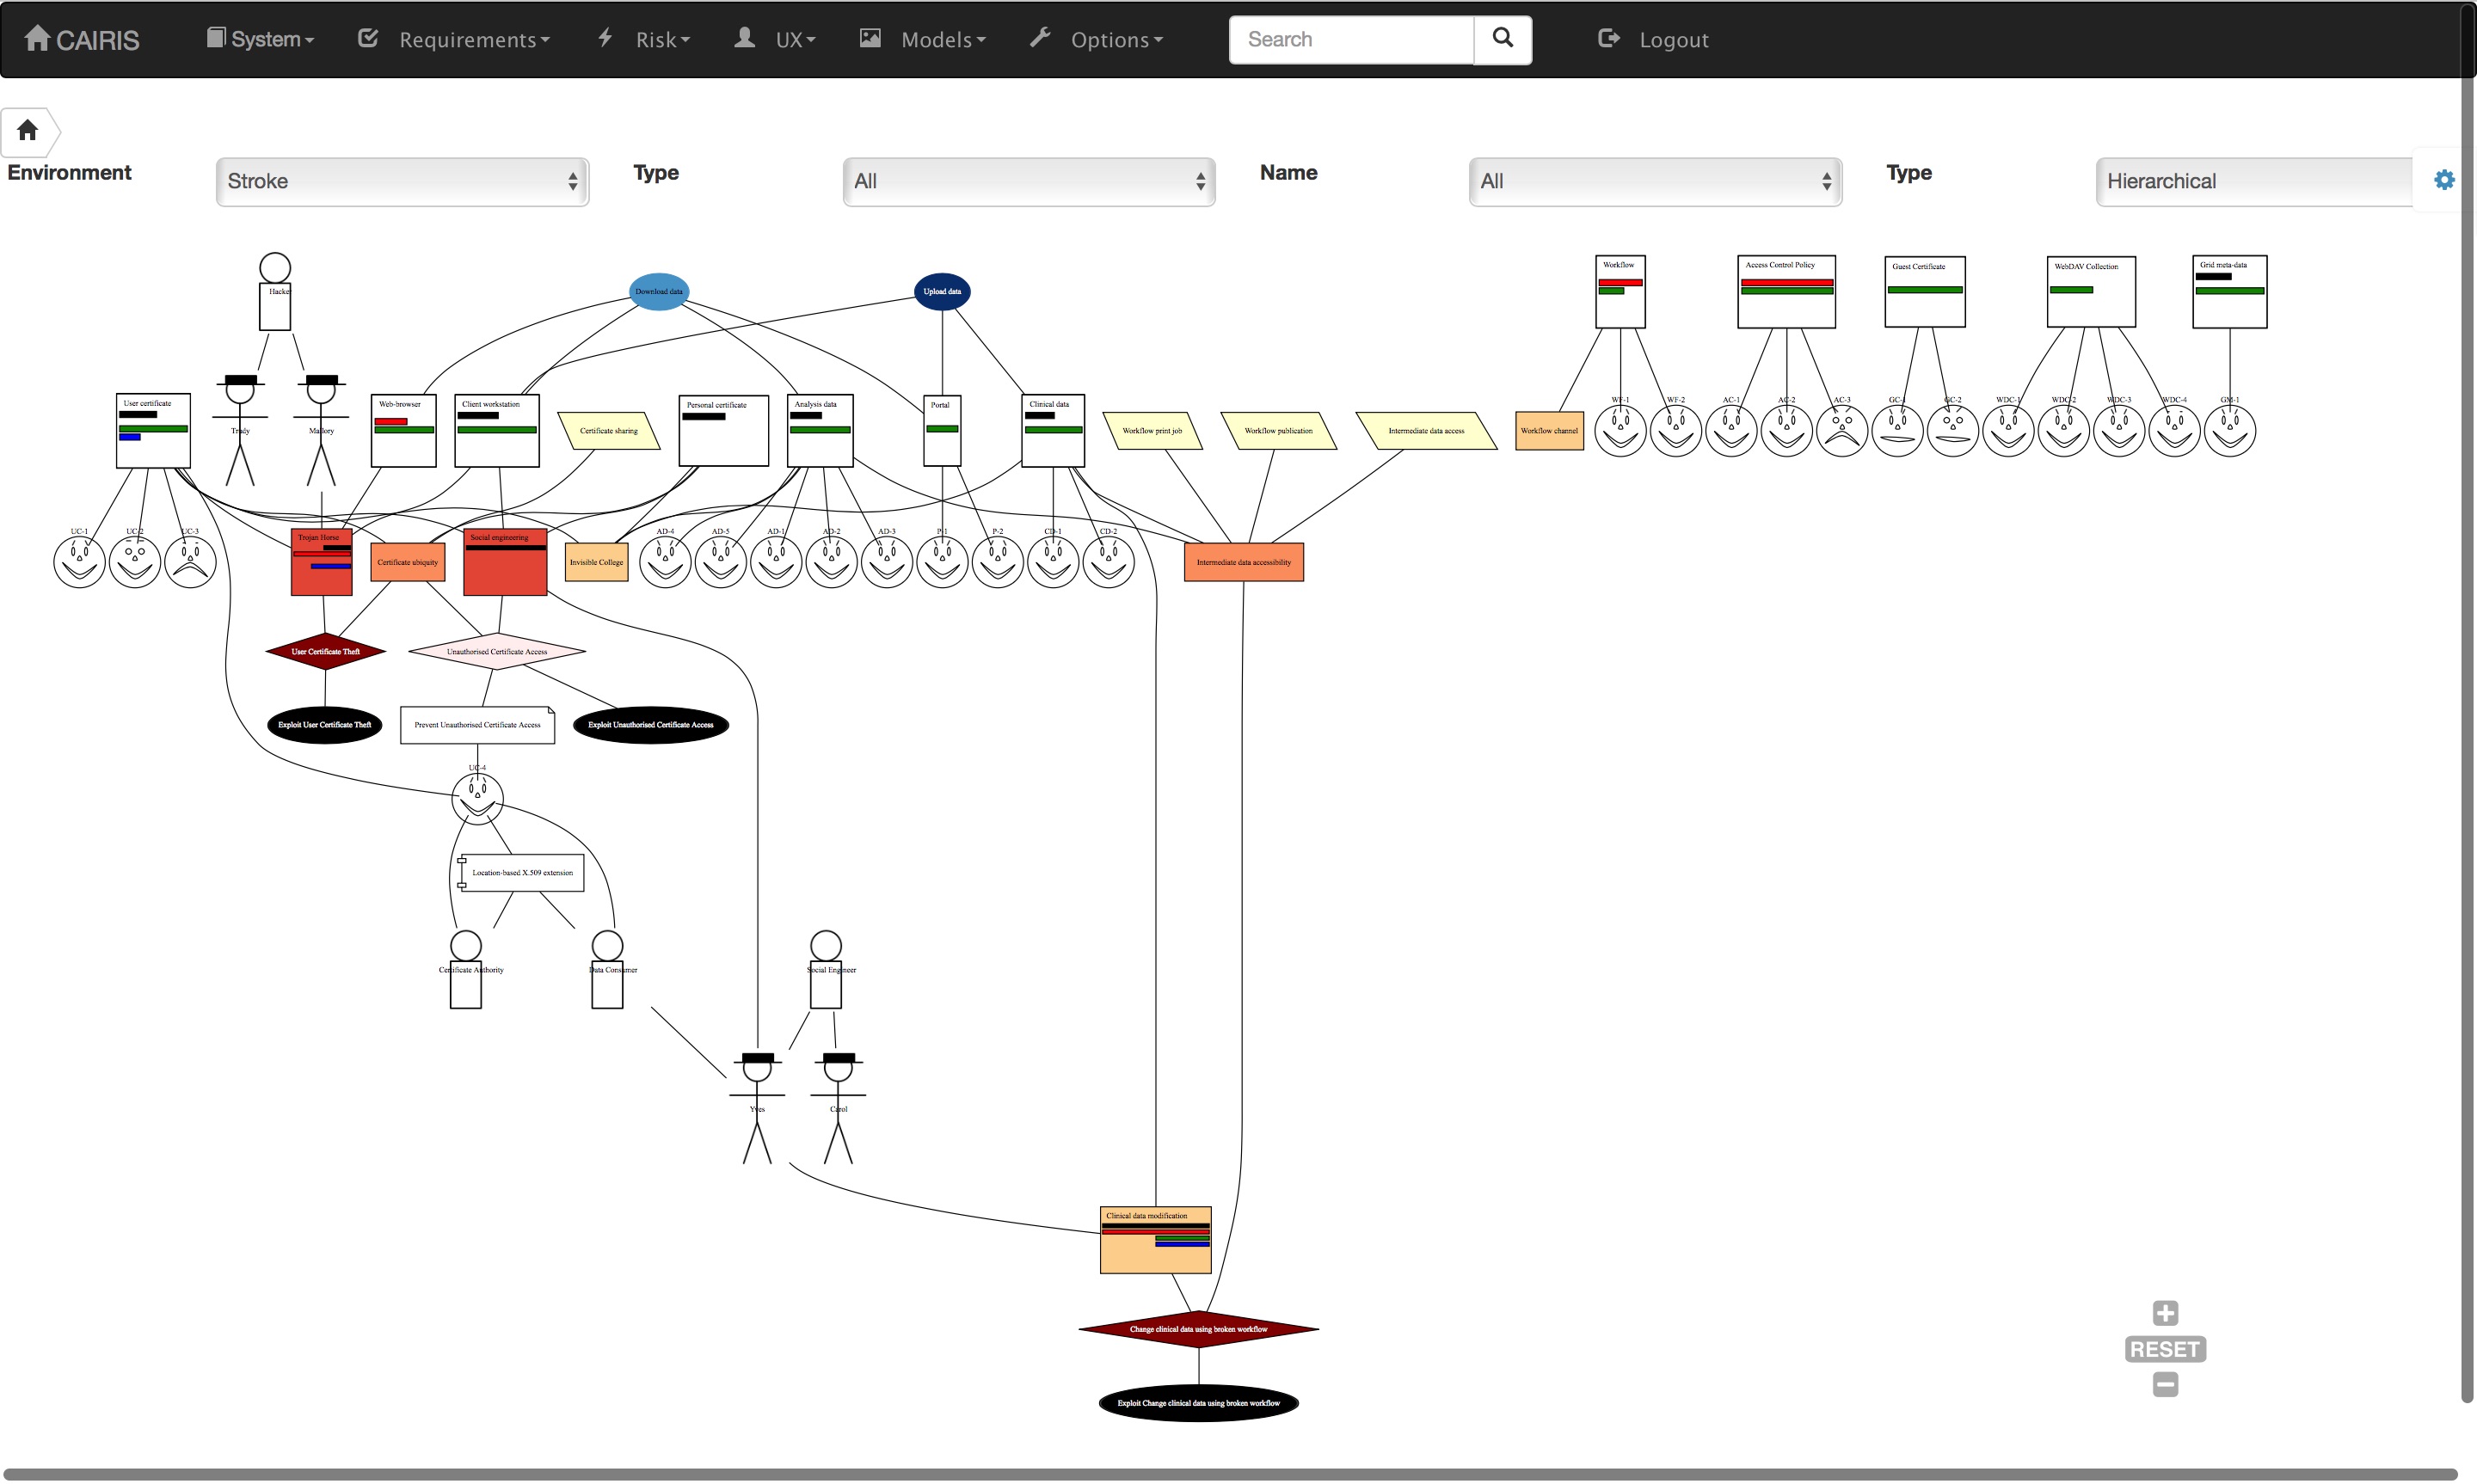 CAIRIS System Requirements Risk UX Models Options Search Logout
Environment Stroke Type All Name All Type Hierarchical
Hacker
Download data
Upload data
Workflow
Access Control Policy
Guest Certificate
WebDAV Collection
Grid meta-data
User certificate
Trudy
Mallory
Web-browser
Client workstation
Certificate sharing
Personal certificate
Analysis data
Portal
Clinical data
Workflow print job
Workflow publication
Intermediate data access
Workflow channel
WF-1
WF-2
AC-1
AC-2
AC-3
GC-1
GC-2
WDC-1
WDC-2
WDC-3
WDC-4
GM-1
UC-1
UC-2
UC-3
Trojan Horse
Certificate ubiquity
Social engineering
Invisible College
AD-4
AD-5
AD-1
AD-2
AD-3
P-1
P-2
CD-1
CD-2
Intermediate data accessibility
User Certificate Theft
Unauthorised Certificate Access
Exploit User Certificate Theft
Prevent Unauthorised Certificate Access
Exploit Unauthorised Certificate Access
UC-4
Location-based X.509 extension
Certificate Authority
Data Consumer
Social Engineer
Yves
Carol
Clinical data modification
Change clinical data using broken workflow
Exploit Change clinical data using broken workflow
RESET